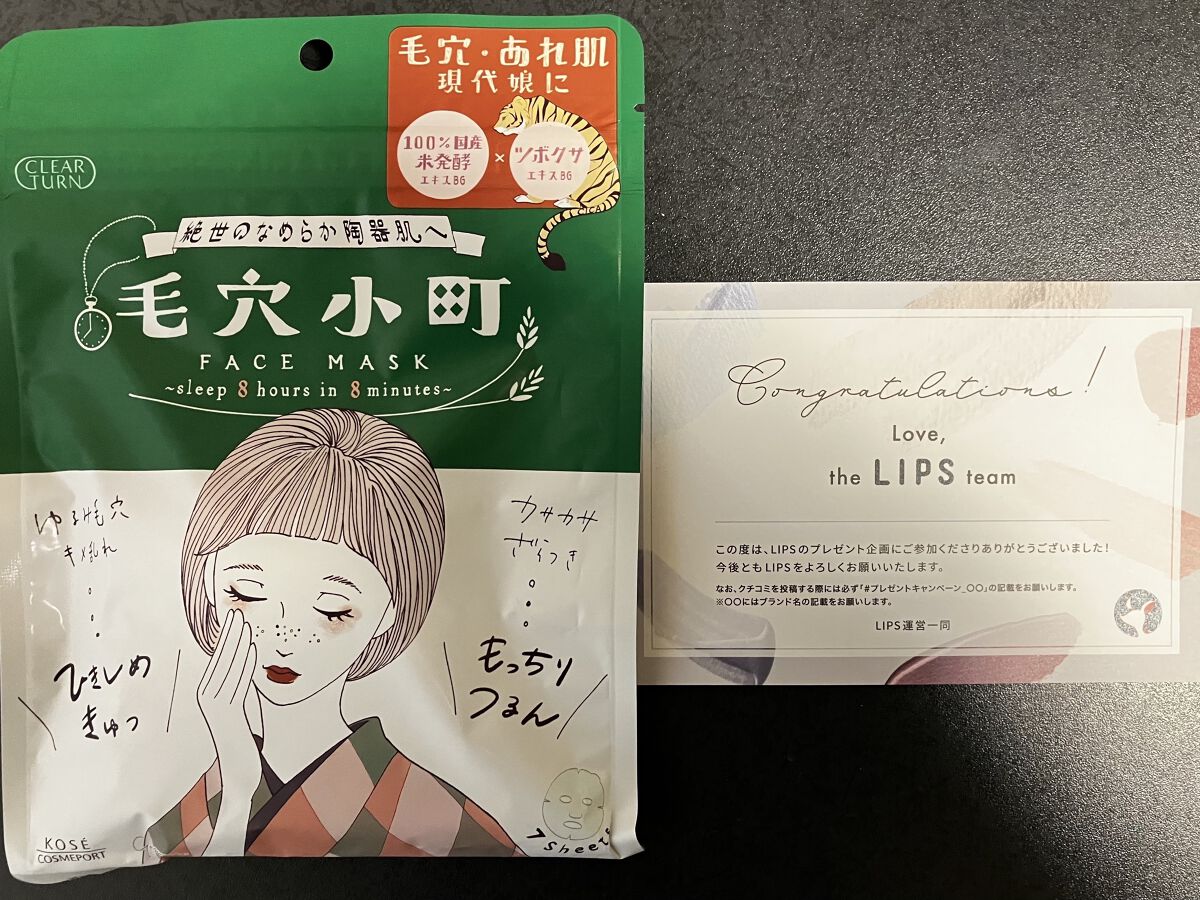 毛穴・あれ肌
現代娘に
100%国産
米発酵
エキスBG
×
ツボクサ
エキスBG
CICA
CLEAR
TURN
絶世のなめらか陶器肌へ
毛穴小町
FACE MASK
~sleep 8 hours in 8 minutes~
ゆるみ毛穴
キメ乱れ
ひきしめ
きゅっ
カサカサ
ざらつき
もっちり
つるん
7 Sheets
KOSÉ
COSMEPORT
Congratulations!
Love,
the LIPS team
この度は、LIPSのプレゼント企画にご参加くださりありがとうございました!
今後ともLIPSをよろしくお願いいたします。
なお、クチコミを投稿する際には必ず「#プレゼントキャンペーン_〇〇」の記載をお願いします。
※〇〇にはブランド名の記載をお願いします。
LIPS運営一同